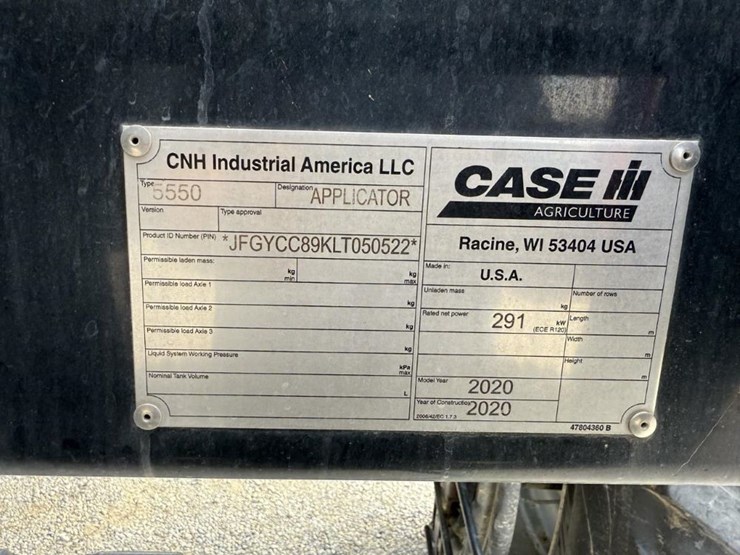 CNH Industrial America LLC
Type 5550 Designation APPLICATOR
Version Type approval
Product ID Number (PIN) *JFGYCC89KLT050522*
Permissible laden mass: kg min kg max
Permissible load Axle 1 kg
Permissible load Axle 2 kg
Permissible load Axle 3 kg
Liquid System Working Pressure kPa max
Nominal Tank Volume L
CASE IH
AGRICULTURE
Racine, WI 53404 USA
Made in: U.S.A.
Unladen mass kg Number of rows
Rated net power 291 kW (ECE R120) Length m
Width m
Height m
Model Year 2020
Year of Construction 2020
2006/42/EC 1.7.3
47804360 B